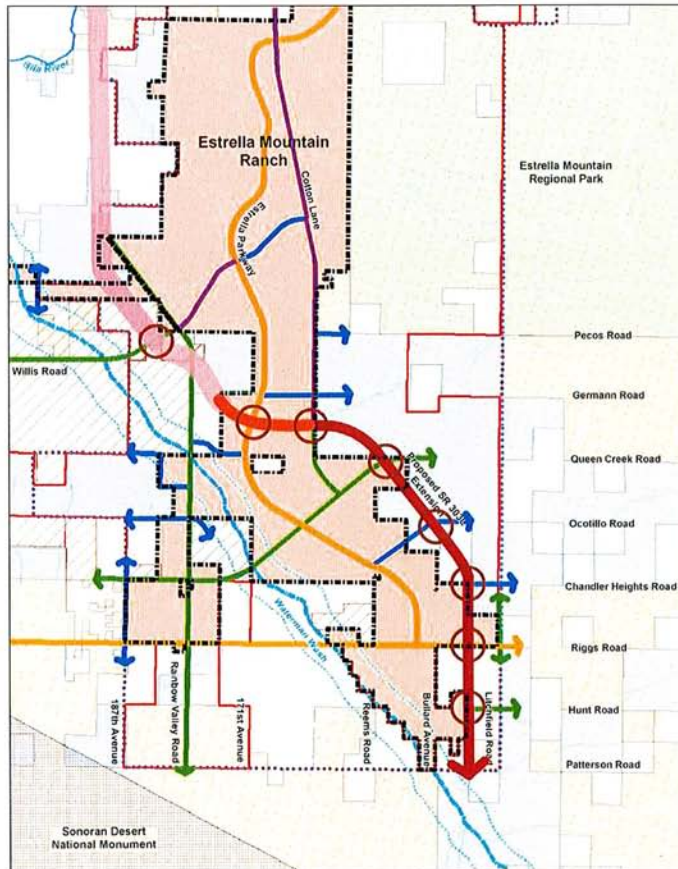 Gila River
Estrella Mountain
Ranch
Estrella Mountain
Regional Park
Cotton Lane
Estrella Parkway
Pecos Road
Willis Road
Germann Road
Queen Creek Road
Proposed SR 303
Extension
Ocotillo Road
Chandler Heights Road
Waterman Wash
Riggs Road
Rainbow Valley Road
187th Avenue
171st Avenue
Reems Road
Bullard Avenue
Litchfield Road
Hunt Road
Patterson Road
Sonoran Desert
National Monument